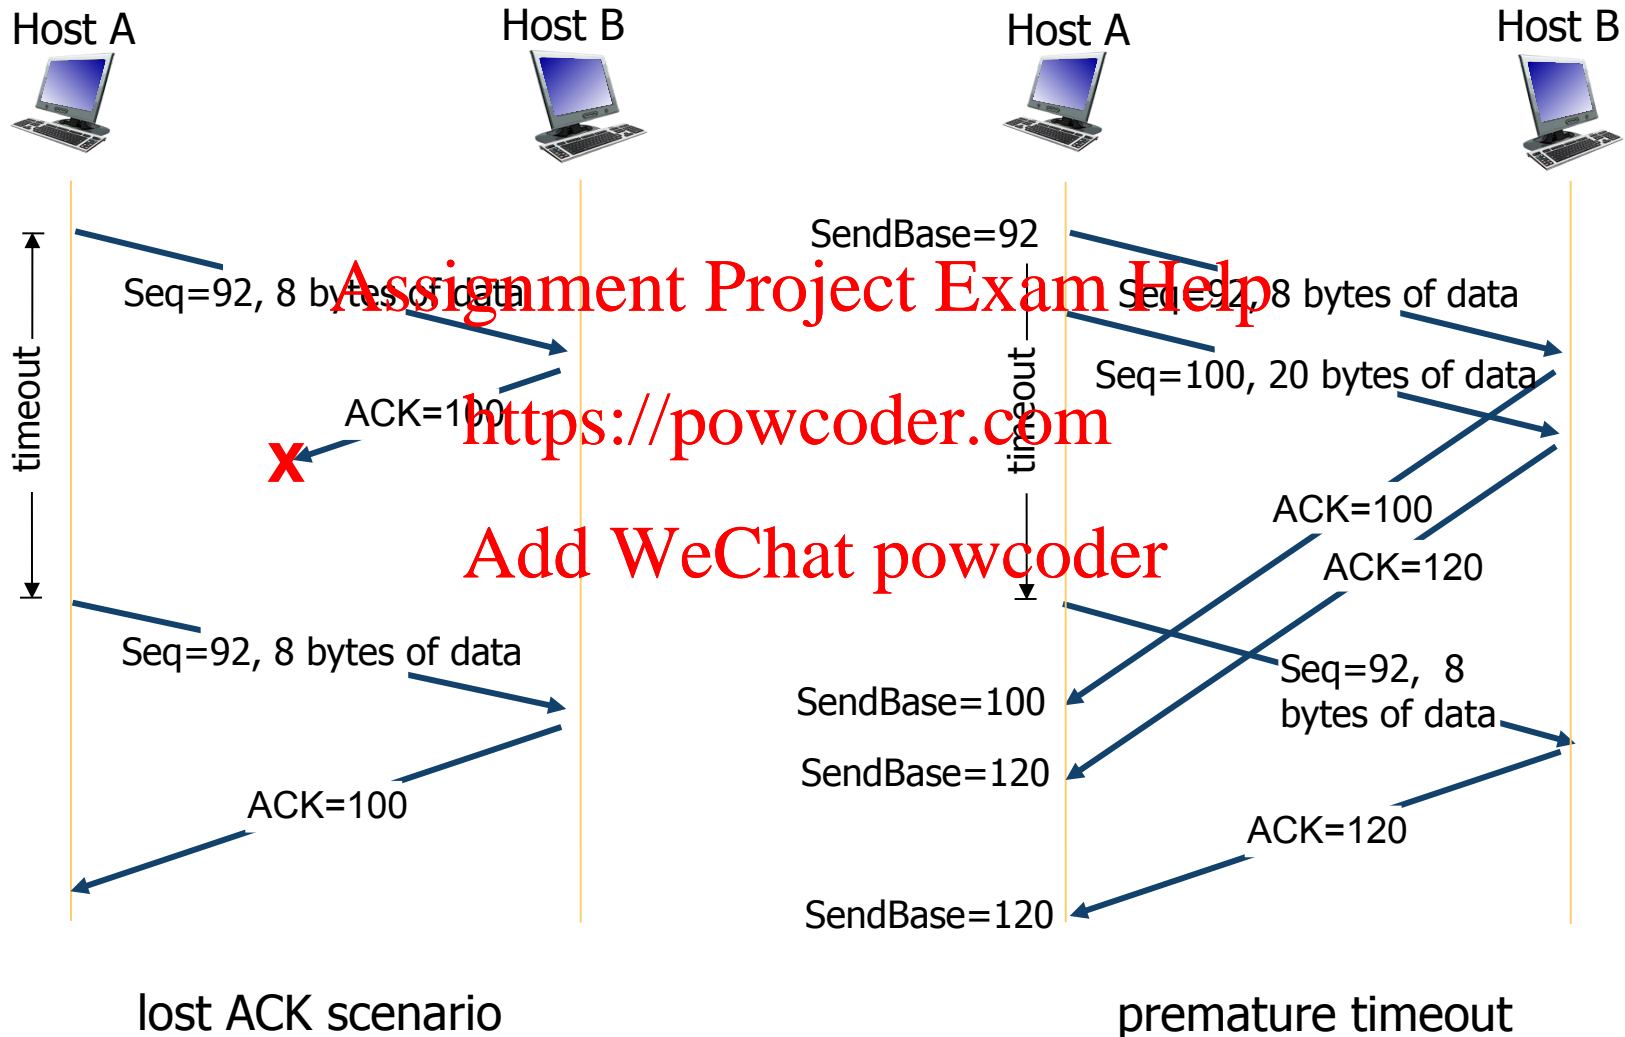 Host A
Host B
timeout
Seq=92, 8 bytes of data
ACK=100
X
Seq=92, 8 bytes of data
ACK=100
lost ACK scenario
Host A
Host B
SendBase=92
timeout
Seq=92, 8 bytes of data
Seq=100, 20 bytes of data
ACK=100
ACK=120
Seq=92, 8
bytes of data
SendBase=100
SendBase=120
ACK=120
SendBase=120
premature timeout
Assignment Project Exam Help
https://powcoder.com
Add WeChat powcoder